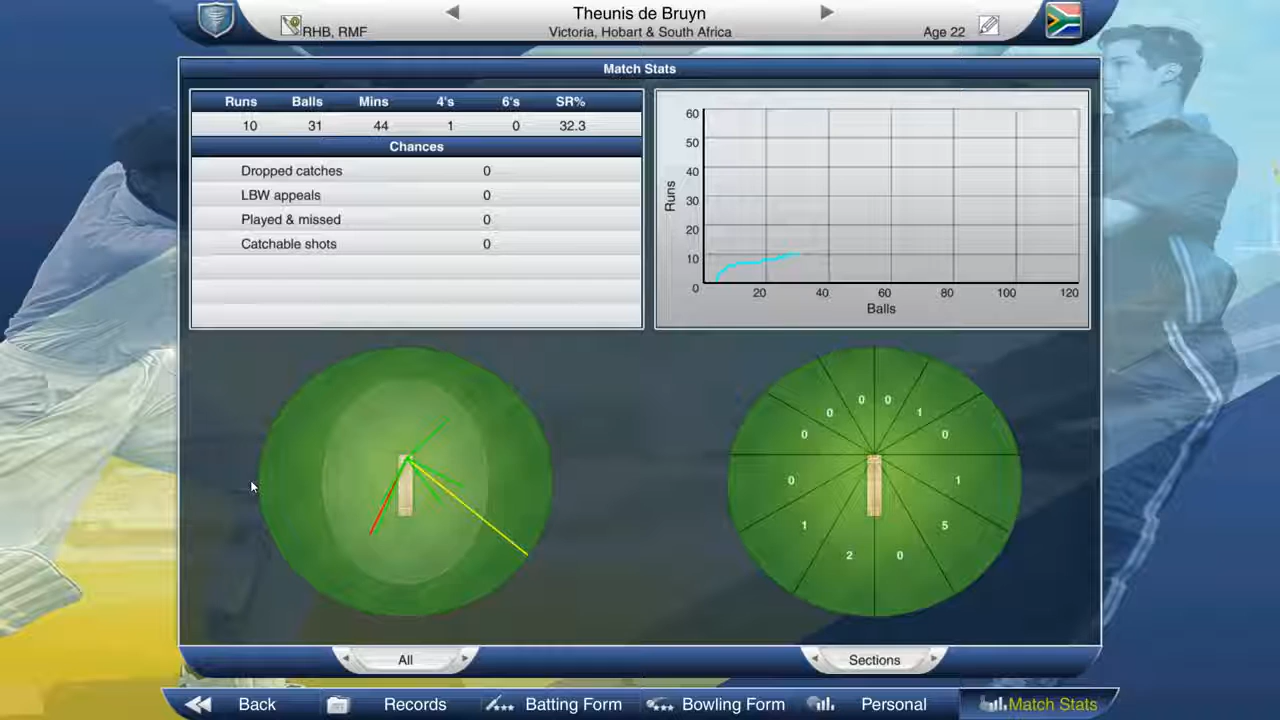 Theunis de Bruyn
RHB, RMF
Victoria, Hobart & South Africa
Age 22
Match Stats
Runs Balls Mins 4's 6's SR%
10 31 44 1 0 32.3
Chances
Dropped catches 0
LBW appeals 0
Played & missed 0
Catchable shots 0
60
50
40
30
20
10
0
Runs
20 40 60 80 100 120
Balls
0 0
0 1
0 0
0 1
1 5
2 0
All
Sections
Back Records Batting Form Bowling Form Personal Match Stats